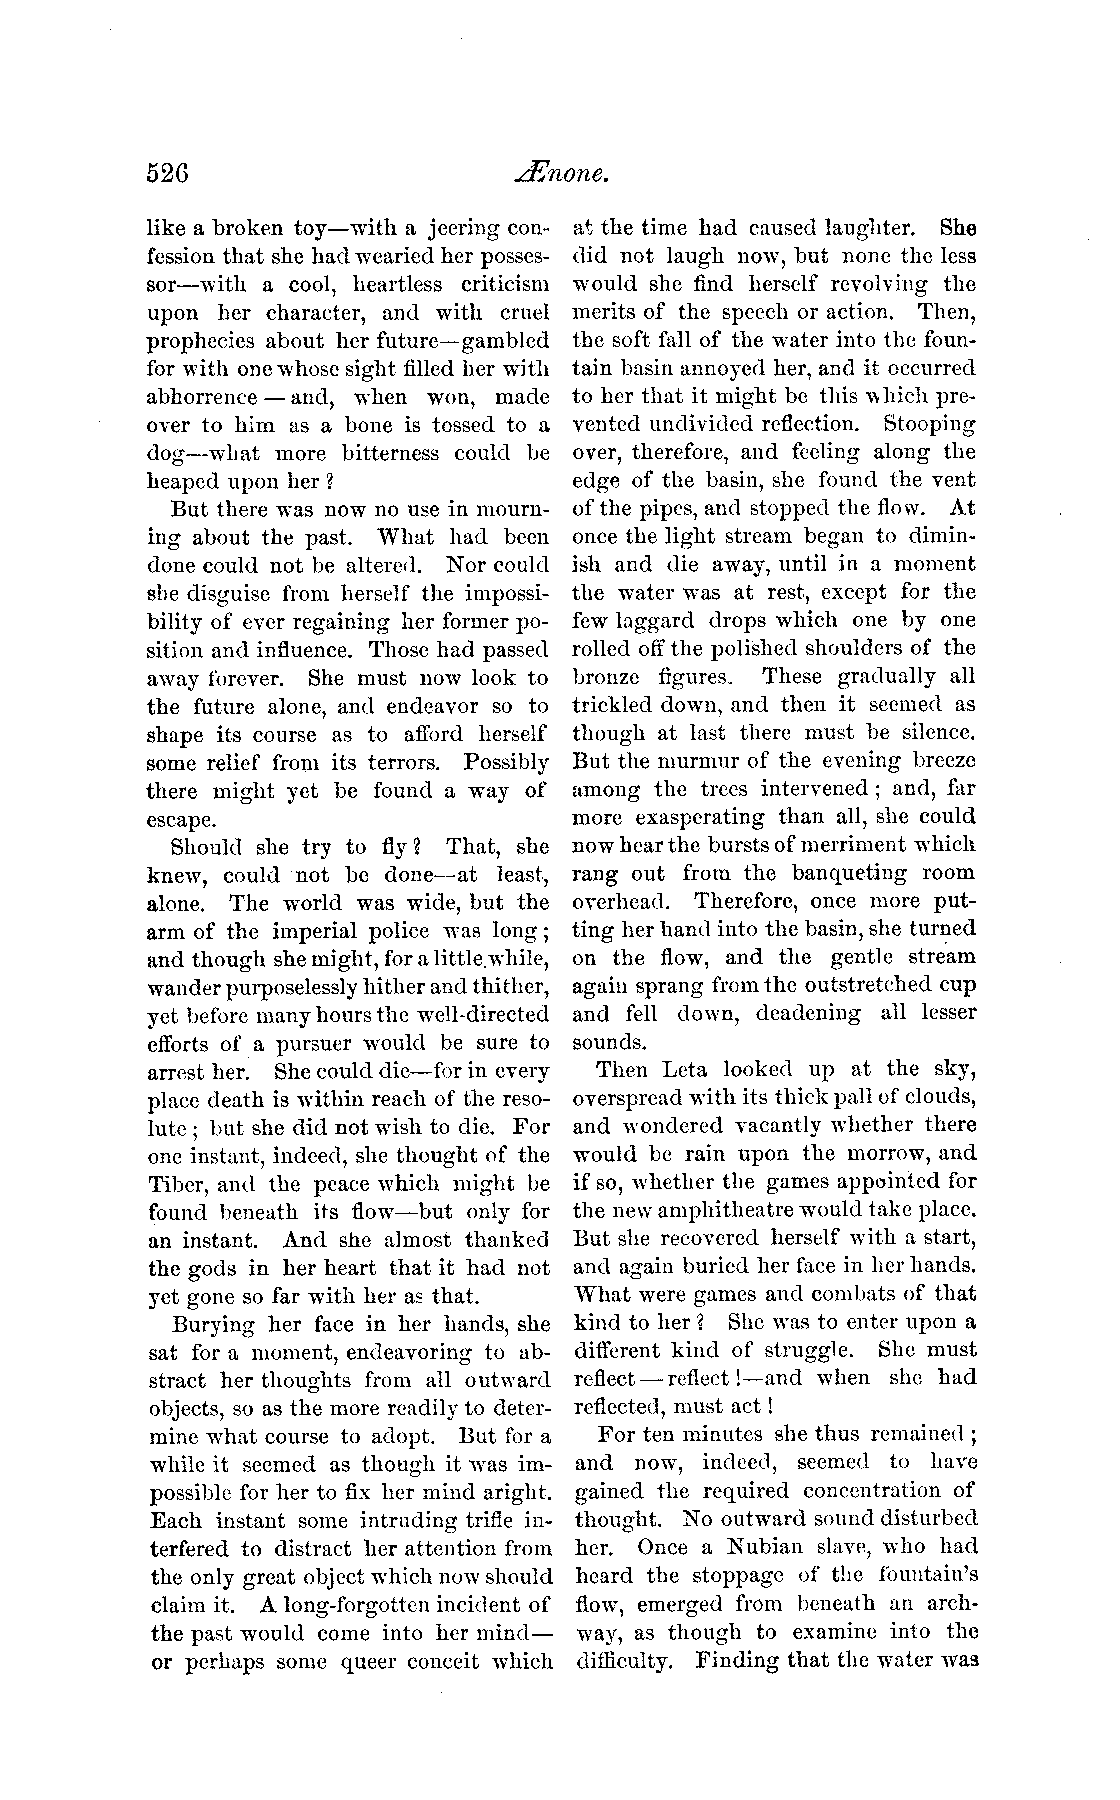 526
Ænone.
like a broken toy—with a jeering con-
fession that she had wearied her posses-
sor—with a cool, heartless criticism
upon her character, and with cruel
prophecies about her future—gambled
for with one whose sight filled her with
abhorrence — and, when won, made
over to him as a bone is tossed to a
dog—what more bitterness could be
heaped upon her ?
But there was now no use in mourn-
ing about the past. What had been
done could not be altered. Nor could
she disguise from herself the impossi-
bility of ever regaining her former po-
sition and influence. Those had passed
away forever. She must now look to
the future alone, and endeavor so to
shape its course as to afford herself
some relief from its terrors. Possibly
there might yet be found a way of
escape.
Should she try to fly ? That, she
knew, could not be done—at least,
alone. The world was wide, but the
arm of the imperial police was long ;
and though she might, for a little while,
wander purposelessly hither and thither,
yet before many hours the well-directed
efforts of a pursuer would be sure to
arrest her. She could die—for in every
place death is within reach of the reso-
lute ; but she did not wish to die. For
one instant, indeed, she thought of the
Tiber, and the peace which might be
found beneath its flow—but only for
an instant. And she almost thanked
the gods in her heart that it had not
yet gone so far with her as that.
Burying her face in her hands, she
sat for a moment, endeavoring to ab-
stract her thoughts from all outward
objects, so as the more readily to deter-
mine what course to adopt. But for a
while it seemed as though it was im-
possible for her to fix her mind aright.
Each instant some intruding trifle in-
terfered to distract her attention from
the only great object which now should
claim it. A long-forgotten incident of
the past would come into her mind—
or perhaps some queer conceit which
at the time had caused laughter. She
did not laugh now, but none the less
would she find herself revolving the
merits of the speech or action. Then,
the soft fall of the water into the foun-
tain basin annoyed her, and it occurred
to her that it might be this which pre-
vented undivided reflection. Stooping
over, therefore, and feeling along the
edge of the basin, she found the vent
of the pipes, and stopped the flow. At
once the light stream began to dimin-
ish and die away, until in a moment
the water was at rest, except for the
few laggard drops which one by one
rolled off the polished shoulders of the
bronze figures. These gradually all
trickled down, and then it seemed as
though at last there must be silence.
But the murmur of the evening breeze
among the trees intervened ; and, far
more exasperating than all, she could
now hear the bursts of merriment which
rang out from the banqueting room
overhead. Therefore, once more put-
ting her hand into the basin, she turned
on the flow, and the gentle stream
again sprang from the outstretched cup
and fell down, deadening all lesser
sounds.
Then Leta looked up at the sky,
overspread with its thick pall of clouds,
and wondered vacantly whether there
would be rain upon the morrow, and
if so, whether the games appointed for
the new amphitheatre would take place.
But she recovered herself with a start,
and again buried her face in her hands.
What were games and combats of that
kind to her ? She was to enter upon a
different kind of struggle. She must
reflect — reflect !—and when she had
reflected, must act !
For ten minutes she thus remained ;
and now, indeed, seemed to have
gained the required concentration of
thought. No outward sound disturbed
her. Once a Nubian slave, who had
heard the stoppage of the fountain's
flow, emerged from beneath an arch-
way, as though to examine into the
difficulty. Finding that the water was